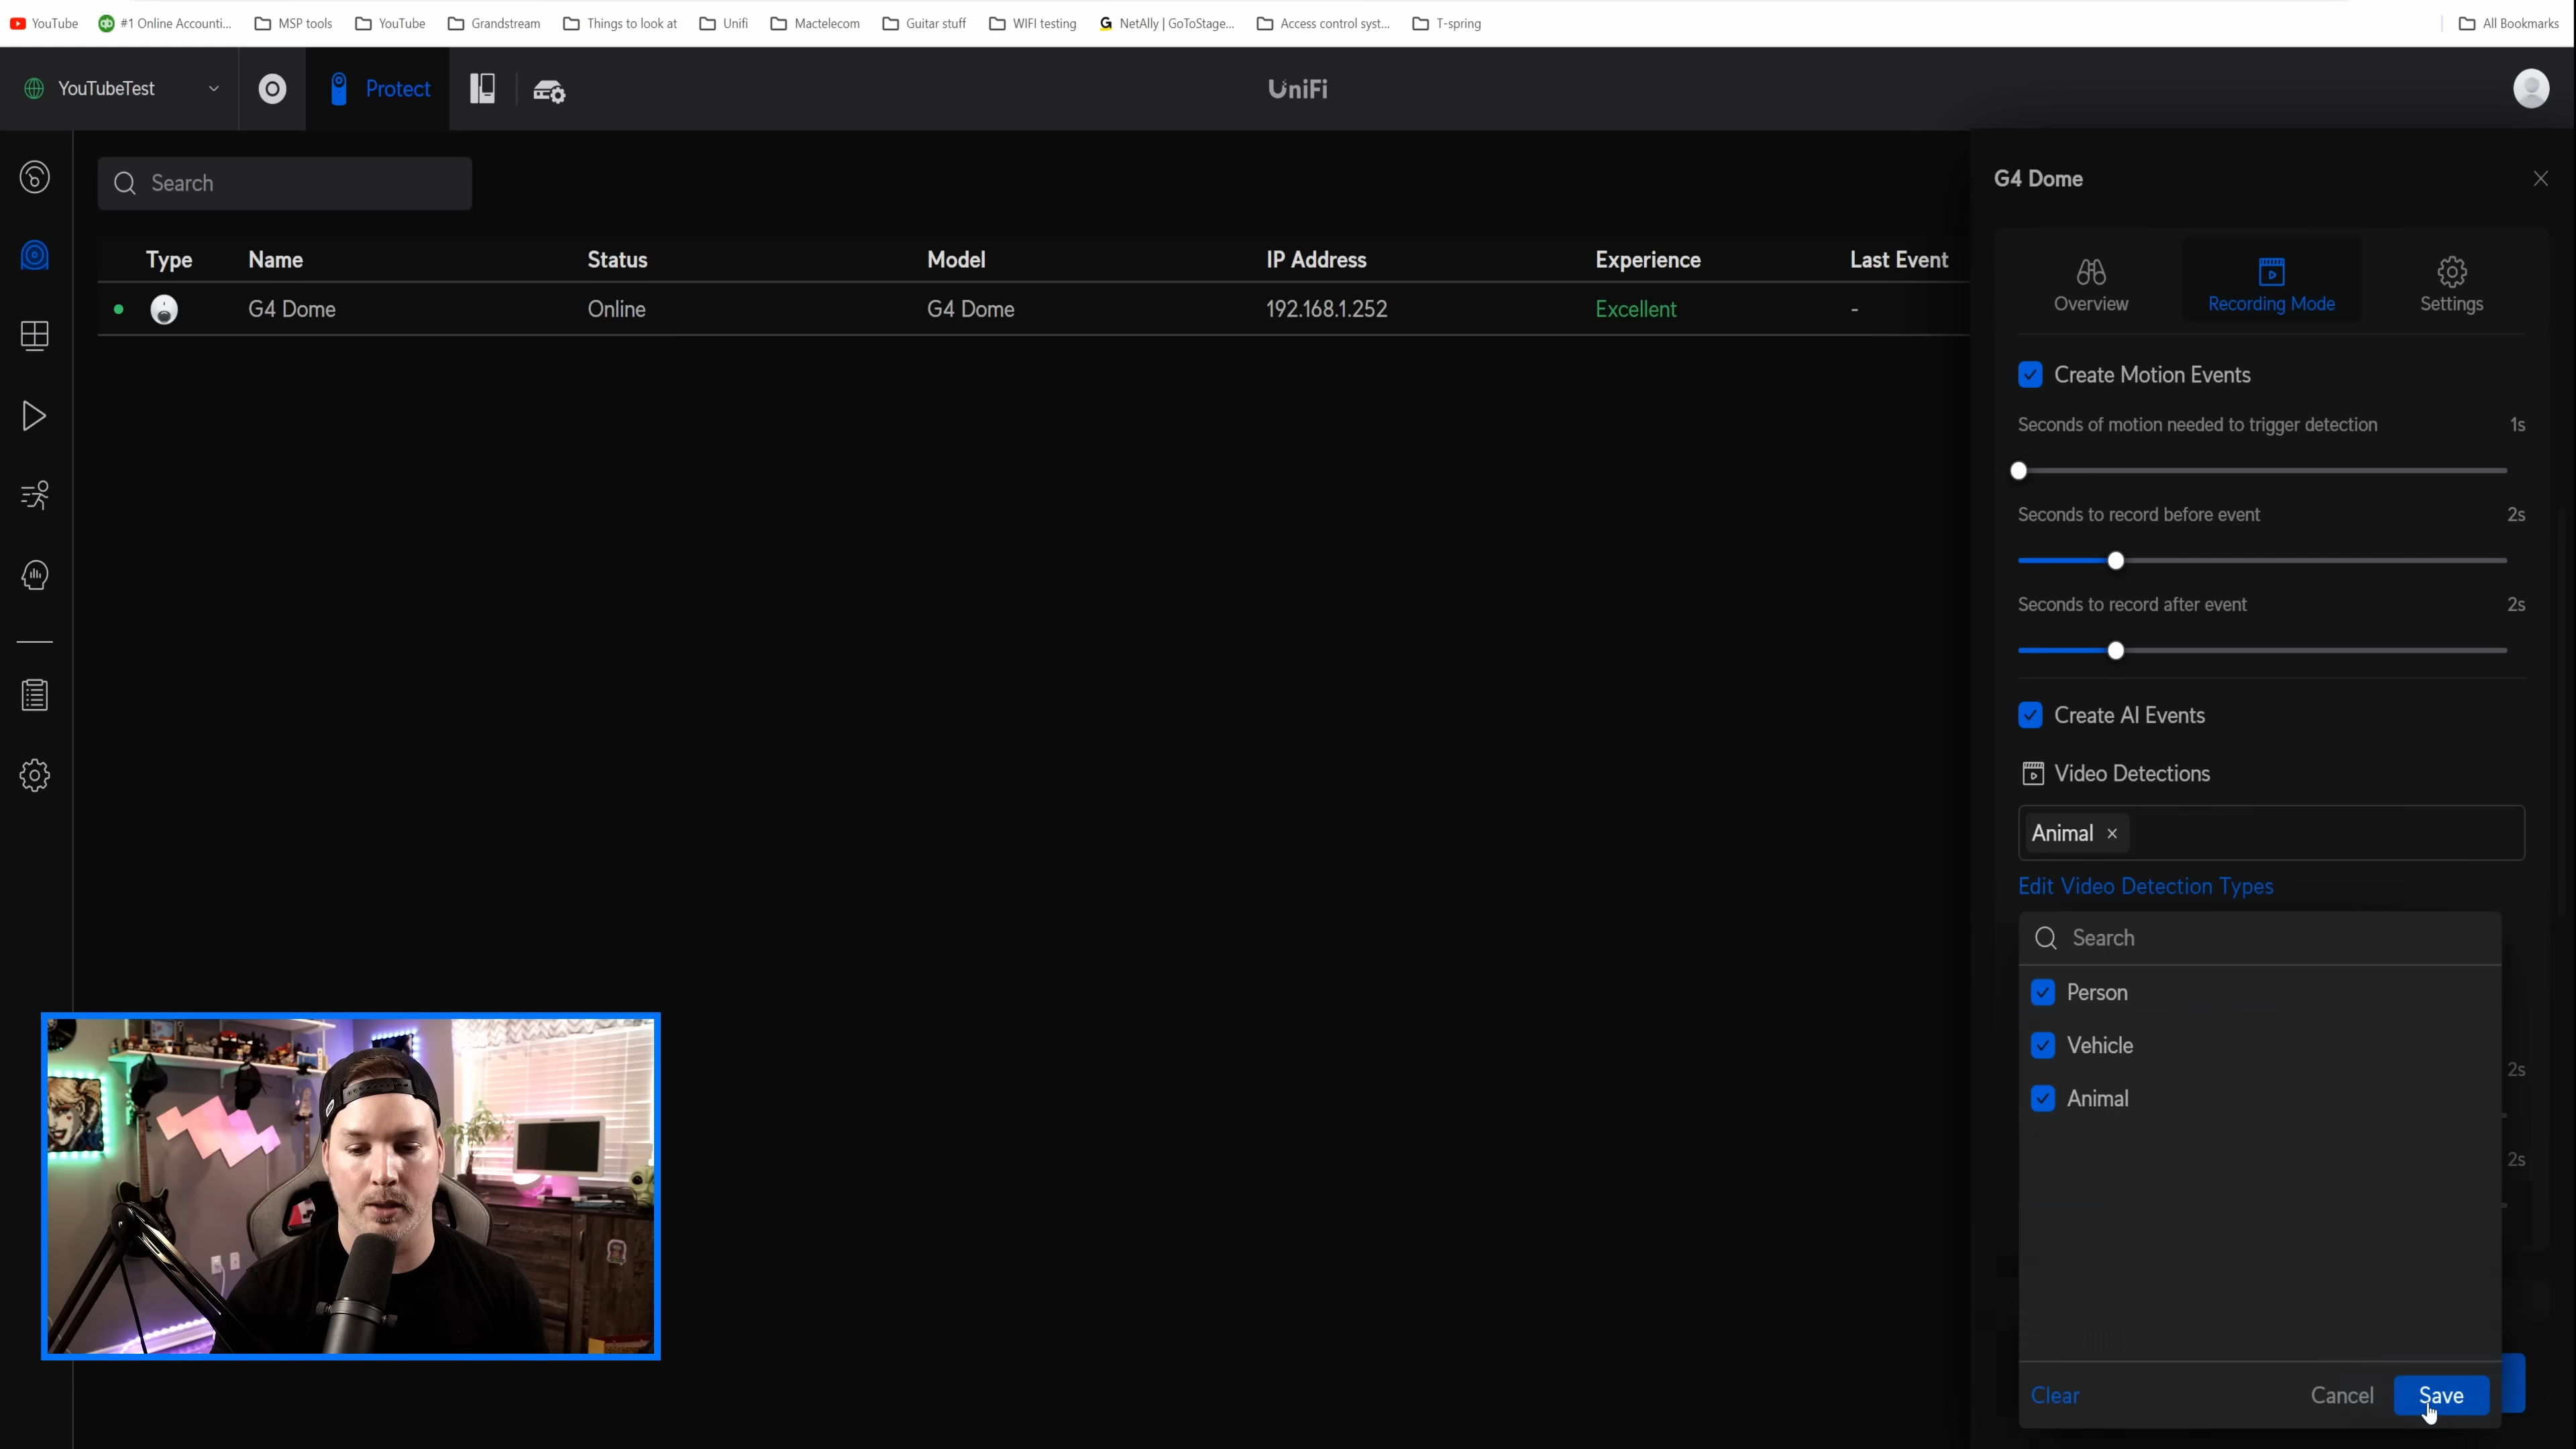 YouTube #1 Online Accounti... MSP tools YouTube Grandstream Things to look at Unifi Mactelecom Guitar stuff WIFI testing NetAlly | GoToStage... Access control syst... T-spring All Bookmarks
YouTubeTest Protect UniFi
Search
Type Name Status Model IP Address Experience Last Event
G4 Dome Online G4 Dome 192.168.1.252 Excellent -
G4 Dome
Overview Recording Mode Settings
Create Motion Events
Seconds of motion needed to trigger detection 1s
Seconds to record before event 2s
Seconds to record after event 2s
Create AI Events
Video Detections
Animal
Edit Video Detection Types
Search
Person
Vehicle
2s
Animal
2s
Clear Cancel Save